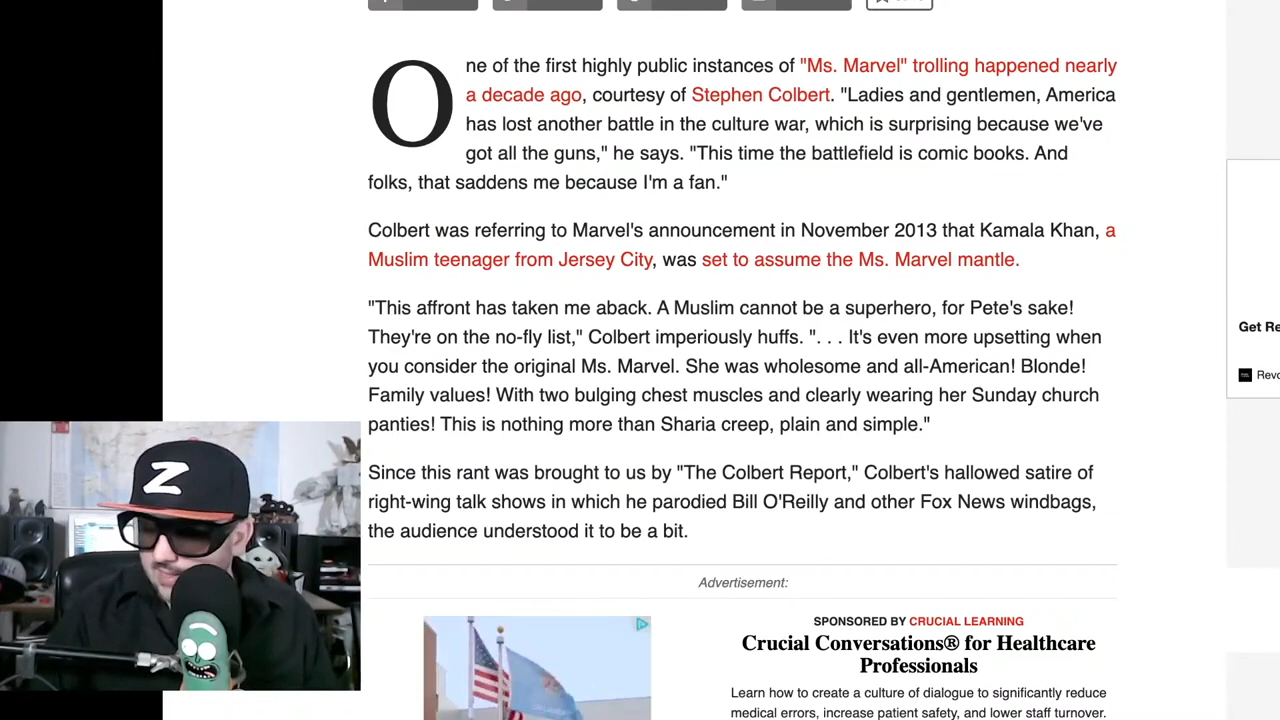 One of the first highly public instances of "Ms. Marvel" trolling happened nearly
a decade ago, courtesy of Stephen Colbert. "Ladies and gentlemen, America
has lost another battle in the culture war, which is surprising because we've
got all the guns," he says. "This time the battlefield is comic books. And
folks, that saddens me because I'm a fan."
Colbert was referring to Marvel's announcement in November 2013 that Kamala Khan, a
Muslim teenager from Jersey City, was set to assume the Ms. Marvel mantle.
"This affront has taken me aback. A Muslim cannot be a superhero, for Pete's sake!
They're on the no-fly list," Colbert imperiously huffs. ". . . It's even more upsetting when
you consider the original Ms. Marvel. She was wholesome and all-American! Blonde!
Family values! With two bulging chest muscles and clearly wearing her Sunday church
panties! This is nothing more than Sharia creep, plain and simple."
Since this rant was brought to us by "The Colbert Report," Colbert's hallowed satire of
right-wing talk shows in which he parodied Bill O'Reilly and other Fox News windbags,
the audience understood it to be a bit.
Advertisement:
SPONSORED BY CRUCIAL LEARNING
Crucial Conversations® for Healthcare
Professionals
Learn how to create a culture of dialogue to significantly reduce
medical errors, increase patient safety, and lower staff turnover.
Get Re
Revc
Z